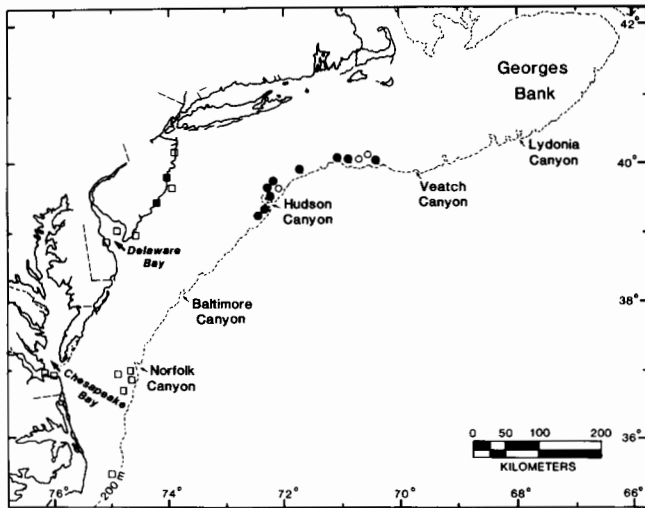 42°
Georges
Bank
Lydonia
Canyon
40°
Veatch
Canyon
Hudson
Canyon
Delaware
Bay
38°
Baltimore
Canyon
Norfolk
Canyon
Chesapeake
Bay
36°
0 50 100 200
KILOMETERS
200
76° 74° 72° 70° 68° 66°